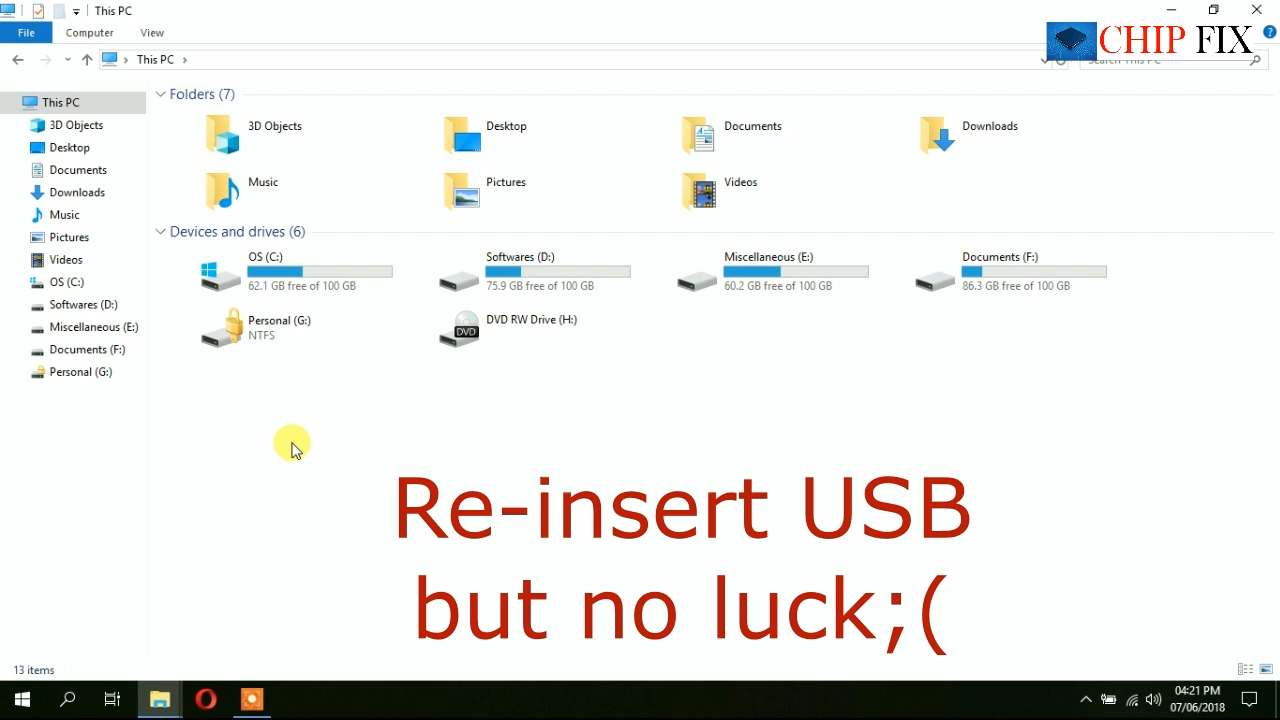 This PC
File
Computer
View
CHIP FIX
This PC
Search This PC
This PC
3D Objects
Desktop
Documents
Downloads
Music
Pictures
Videos
OS (C:)
Softwares (D:)
Miscellaneous (E:)
Documents (F:)
Personal (G:)
Folders (7)
3D Objects
Desktop
Documents
Downloads
Music
Pictures
Videos
Devices and drives (6)
OS (C:)
62.1 GB free of 100 GB
Softwares (D:)
75.9 GB free of 100 GB
Miscellaneous (E:)
60.2 GB free of 100 GB
Documents (F:)
86.3 GB free of 100 GB
Personal (G:)
NTFS
DVD
DVD RW Drive (H:)
Re-insert USB
but no luck;(
13 items
04:21 PM
07/06/2018